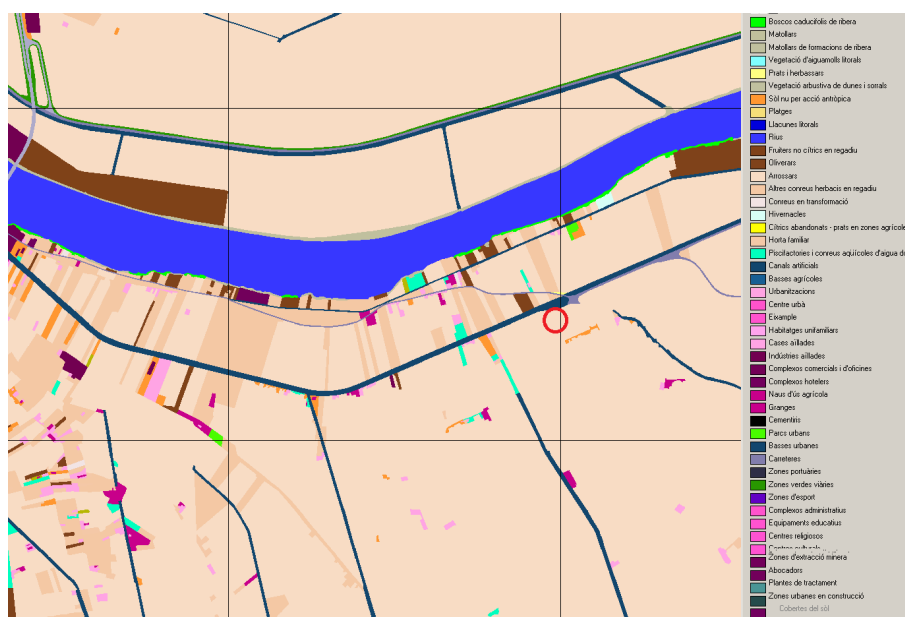 Boscos caducifolis de ribera
Matollars
Matollars de formacions de ribera
Vegetació d'aiguamolls litorals
Prats i herbassars
Vegetació arbustiva de dunes i sorrals
Sòl nu per acció antròpica
Platges
Llacunes litorals
Rius
Fruiters no cítrics en regadiu
Oliverars
Arrossars
Altres conreus herbacis en regadiu
Conreus en transformació
Hivernacles
Cítrics abandonats - prats en zones agrícole
Horta familiar
Piscifactories i conreus aqüícoles d'aigua do
Canals artificials
Basses agrícoles
Urbanitzacions
Centre urbà
Eixample
Habitatges unifamiliars
Cases aïllades
Indústries aïllades
Complexos comercials i d'oficines
Complexos hotelers
Naus d'ús agrícola
Granges
Cementiris
Parcs urbans
Basses urbanes
Carreteres
Zones portuàries
Zones verdes viàries
Zones d'esport
Complexos administratius
Equipaments educatius
Centres religiosos
Centres culturals
Zones d'extracció minera
Abocadors
Plantes de tractament
Zones urbanes en construcció
Cobertes del sòl